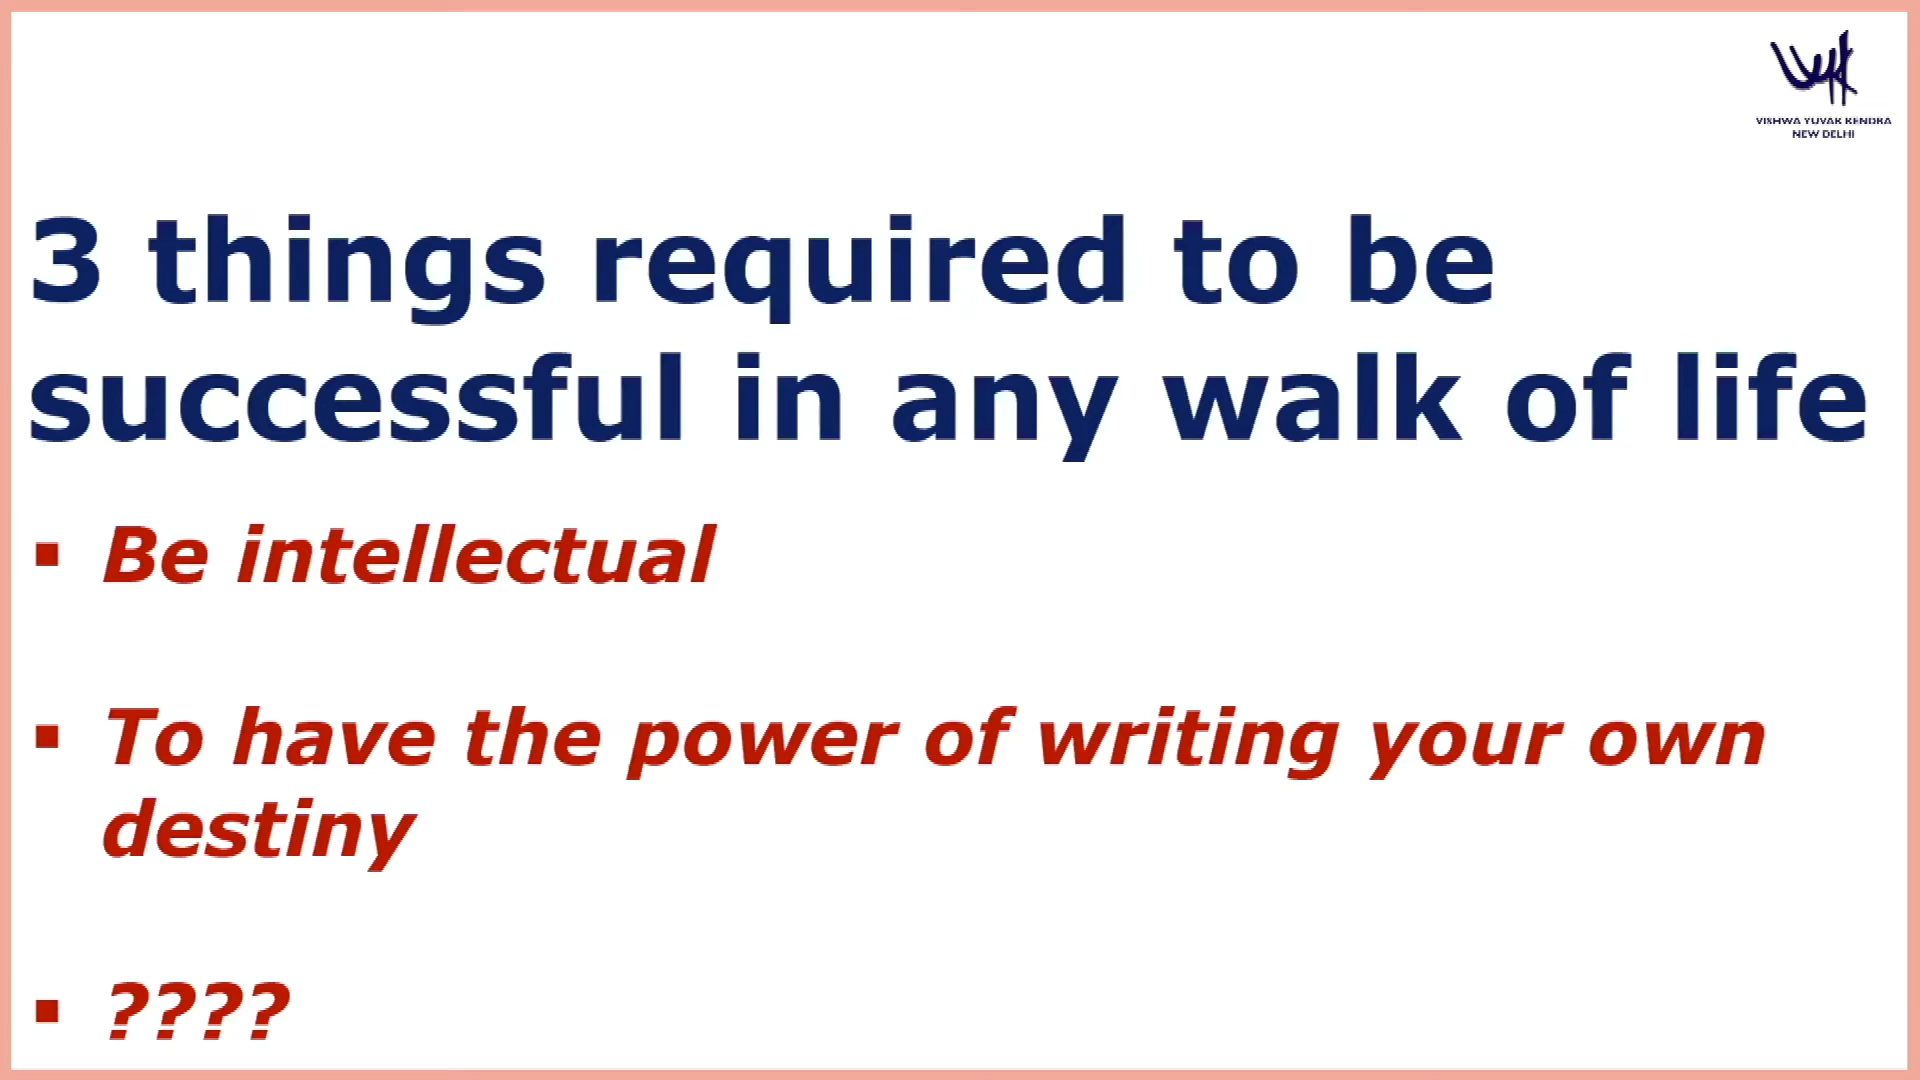 VISHWA YUVAK KENDRA
NEW DELHI
3 things required to be
successful in any walk of life
▪ Be intellectual
▪ To have the power of writing your own
destiny
▪ ????